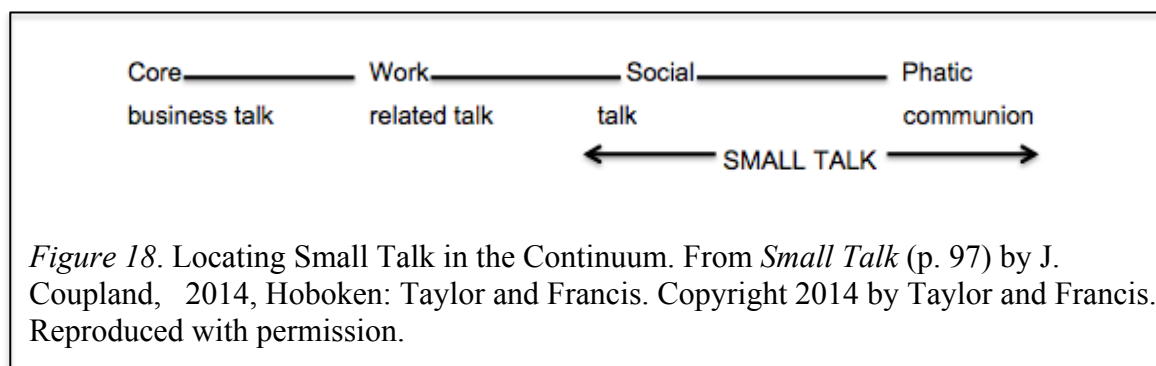 Core Work Social Phatic
business talk related talk talk communion
SMALL TALK
Figure 18. Locating Small Talk in the Continuum. From Small Talk (p. 97) by J.
Coupland, 2014, Hoboken: Taylor and Francis. Copyright 2014 by Taylor and Francis.
Reproduced with permission.